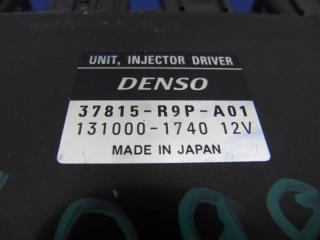 UNIT, INJECTOR DRIVER
DENSO
37815-R9P-A01
131000-1740 12V
MADE IN JAPAN